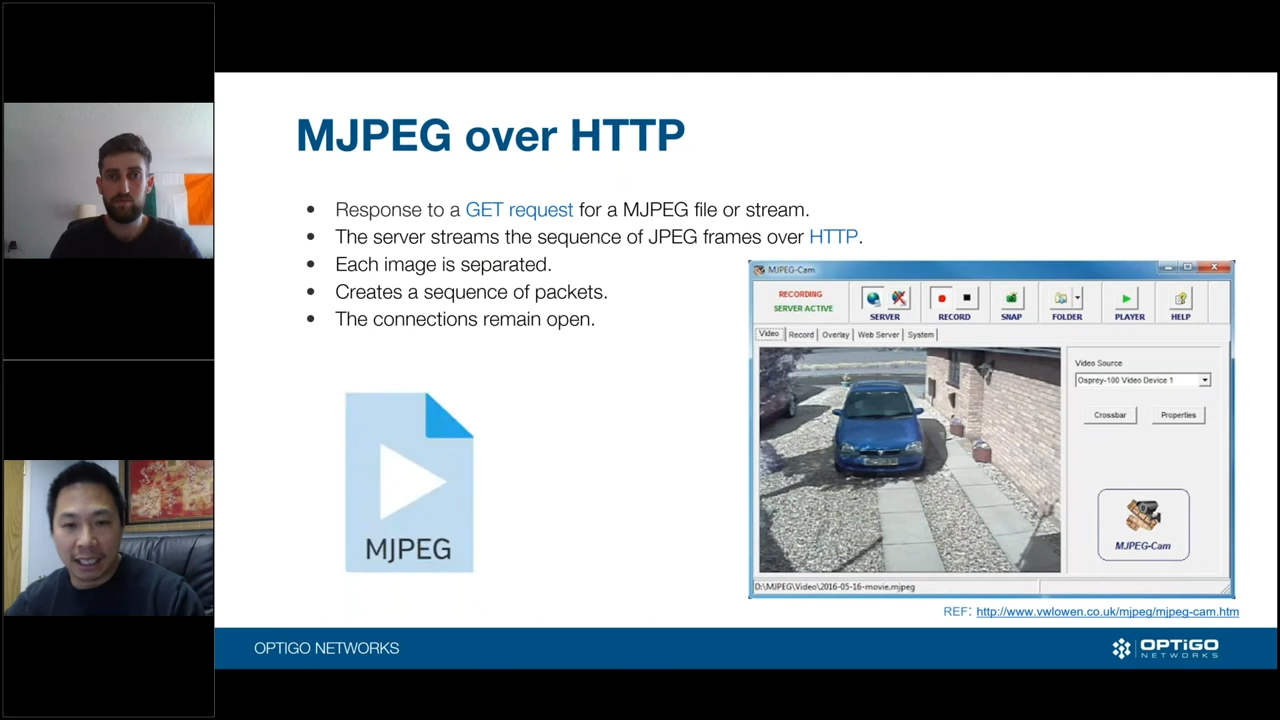 MJPEG over HTTP
• Response to a GET request for a MJPEG file or stream.
• The server streams the sequence of JPEG frames over HTTP.
• Each image is separated.
• Creates a sequence of packets.
• The connections remain open.
MJPEG
MJPEG-Cam
RECORDING
SERVER ACTIVE
SERVER
RECORD
SNAP
FOLDER
PLAYER
HELP
Video Record Overlay Web Server System
Video Source
Osprey-100 Video Device 1
Crossbar Properties
MJPEG-Cam
D:\MJPEG\Video\2016-05-16-movie.mjpeg
REF: http://www.vwlowen.co.uk/mjpeg/mjpeg-cam.htm
OPTIGO NETWORKS
OPTIGO
NETWORKS